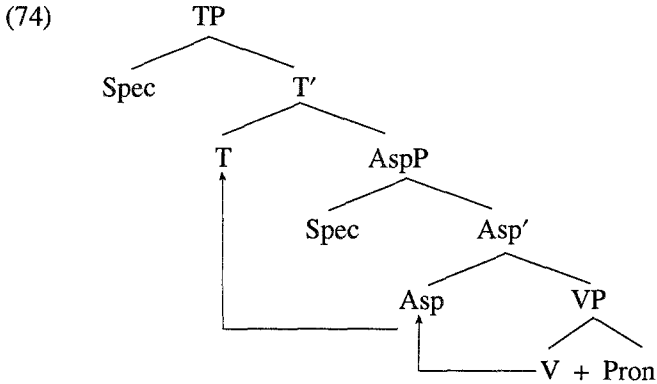 (74) TP
Spec T′
T AspP
Spec Asp′
Asp VP
V + Pron